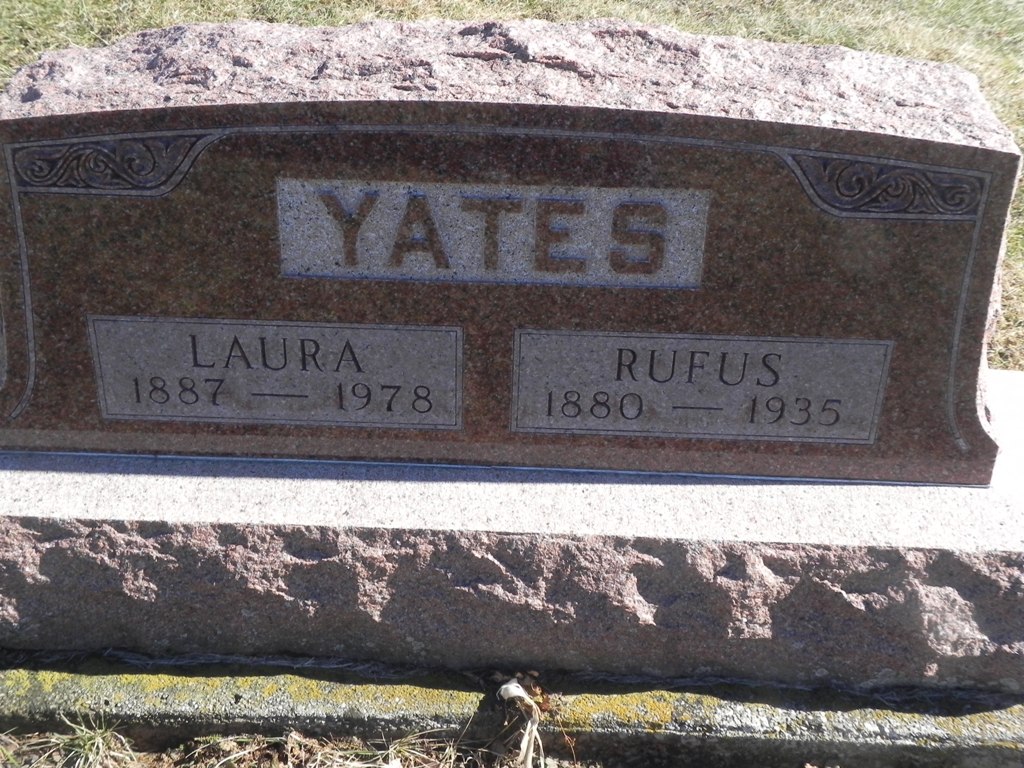 YATES
LAURA
1887 — 1978
RUFUS
1880 — 1935